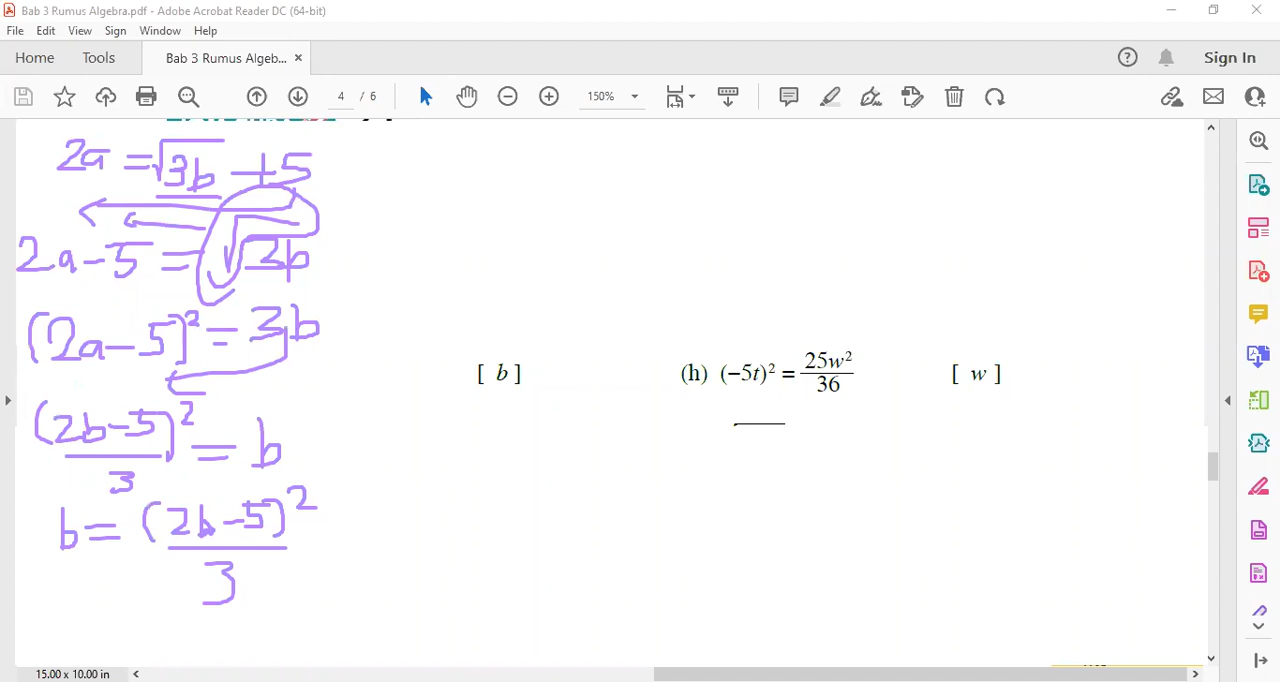 Bab 3 Rumus Algebra.pdf - Adobe Acrobat Reader DC (64-bit)
File Edit View Sign Window Help
Home Tools Bab 3 Rumus Algeb... ×
Sign In
4 / 6 150%
2a = √3b + 5
2a - 5 = √3b
(2a - 5)² = 3b
[ b ] (h) (−5t)² = 25w²/36 [ w ]
(2b - 5)²/3 = b
b = (2b - 5)²/3
15.00 x 10.00 in